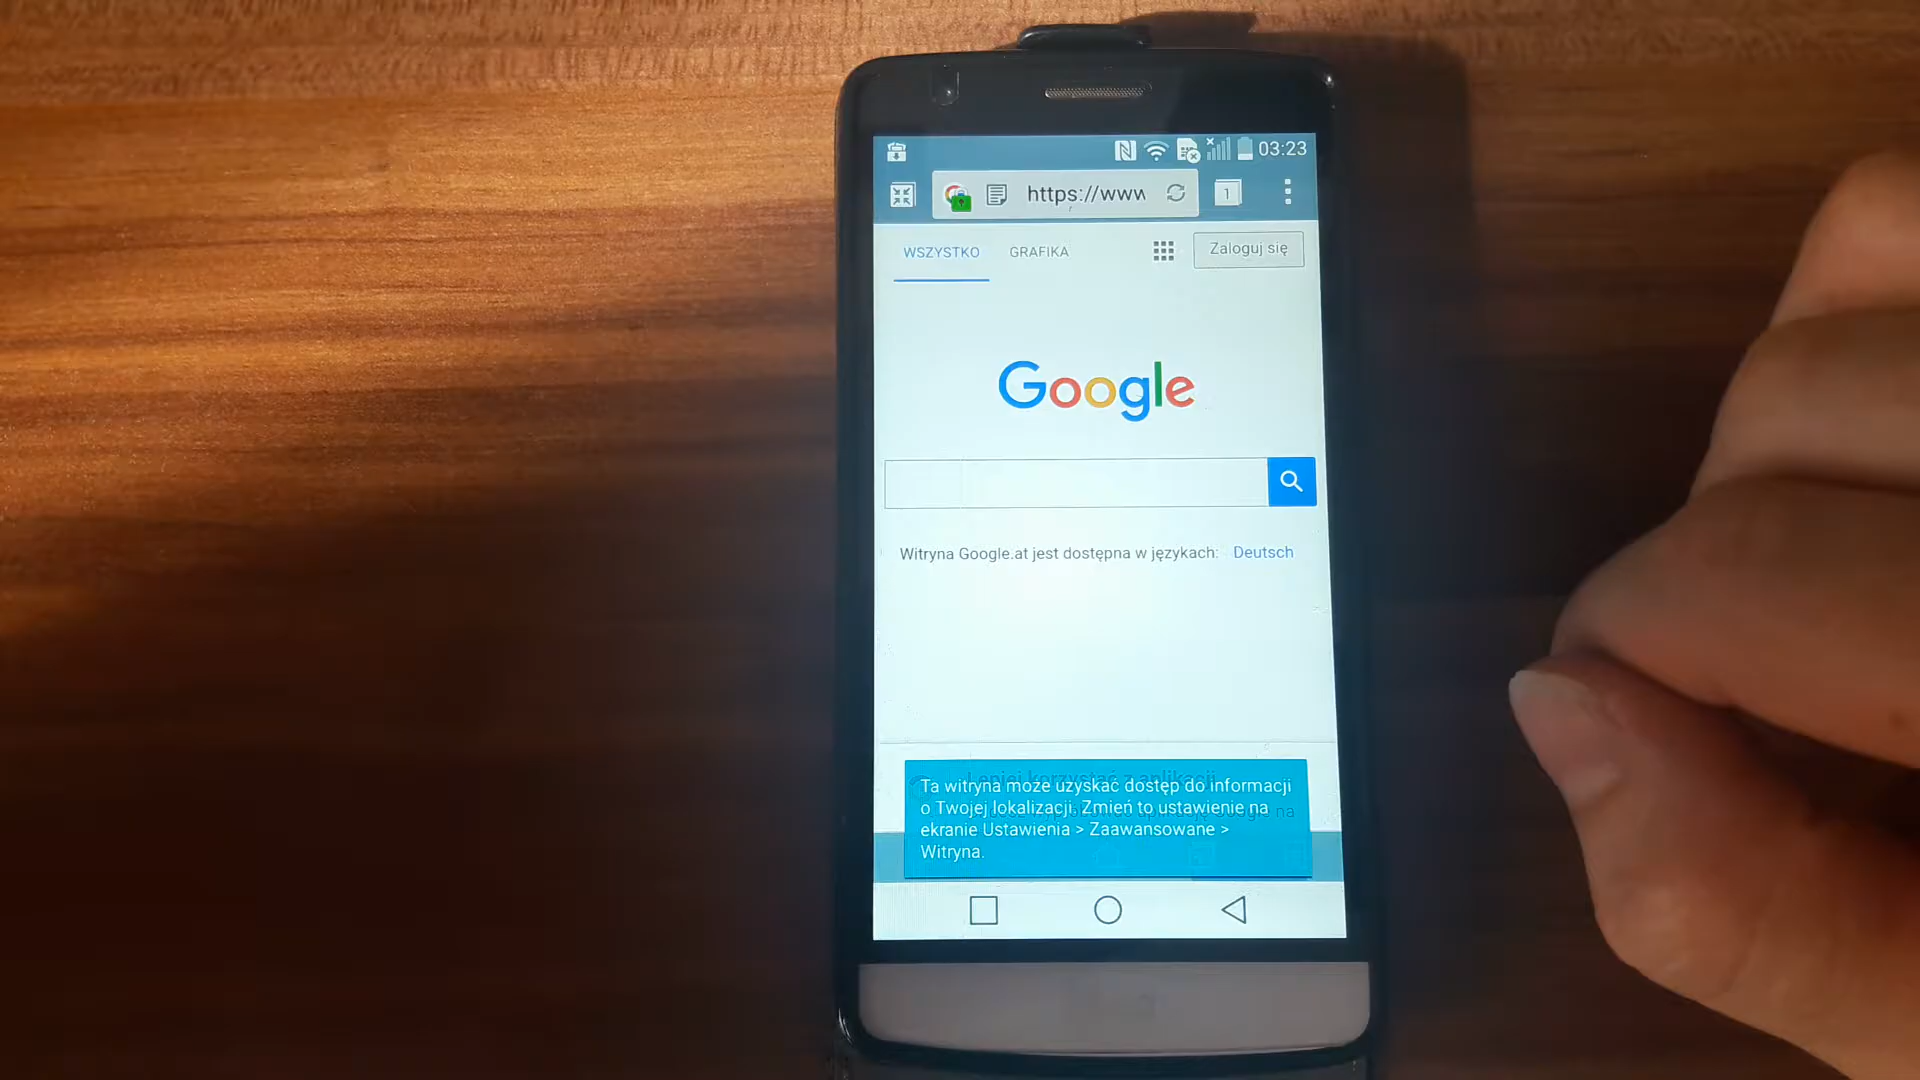 03:23
https://www
1
WSZYSTKO GRAFIKA Zaloguj się
Google
Witryna Google.at jest dostępna w językach: Deutsch
Ta witryna może uzyskać dostęp do informacji
o Twojej lokalizacji. Zmień to ustawienie na
ekranie Ustawienia > Zaawansowane >
Witryna.